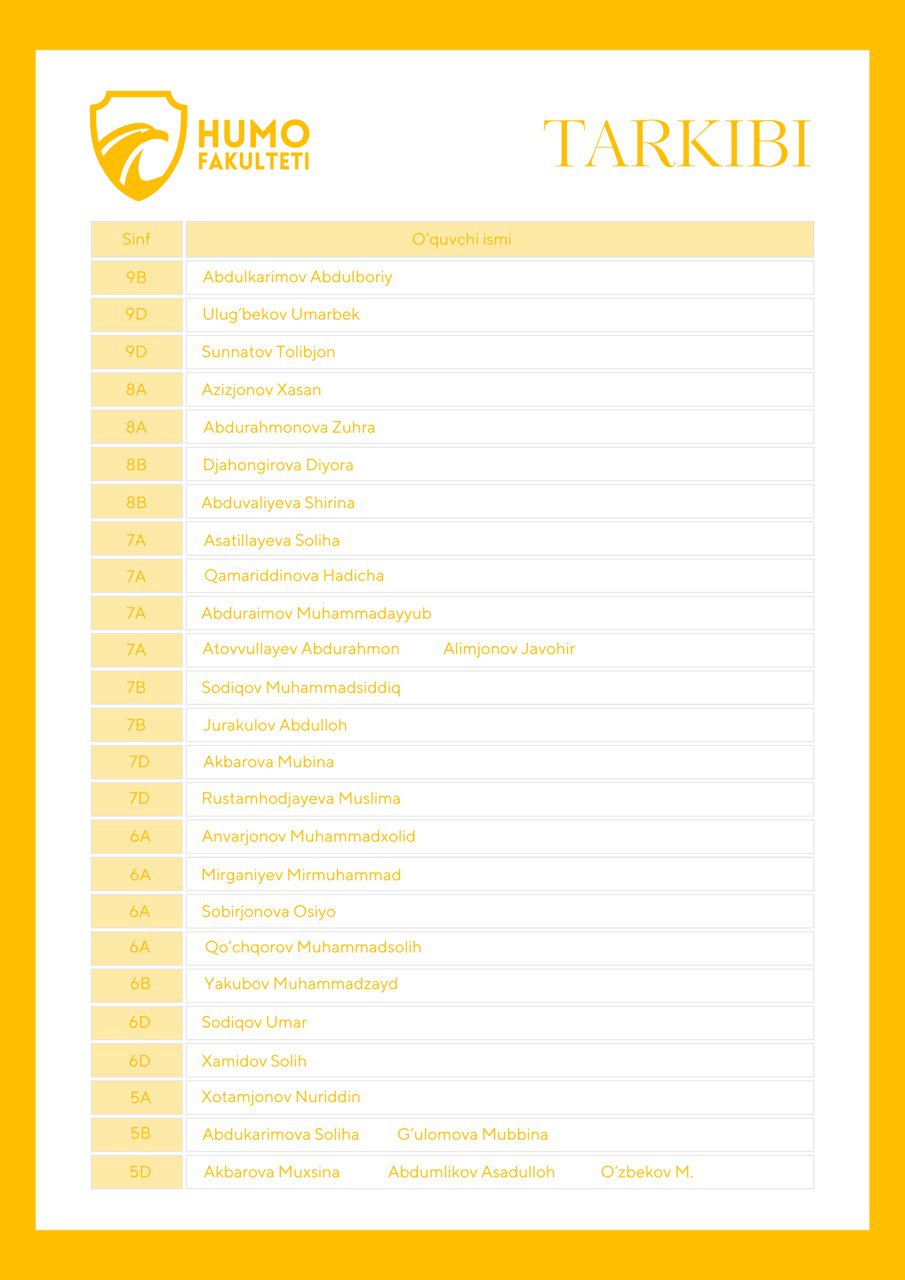 HUMO
FAKULTETI
TARKIBI
Sinf O'quvchi ismi
9B Abdulkarimov Abdulboriy
9D Ulug'bekov Umarbek
9D Sunnatov Tolibjon
8A Azizjonov Xasan
8A Abdurahmonova Zuhra
8B Djahongirova Diyora
8B Abduvaliyeva Shirina
7A Asatillayeva Soliha
7A Qamariddinova Hadicha
7A Abduraimov Muhammadayyub
7A Atovvullayev Abdurahmon Alimjonov Javohir
7B Sodiqov Muhammadsiddiq
7B Jurakulov Abdulloh
7D Akbarova Mubina
7D Rustamhodjayeva Muslima
6A Anvarjonov Muhammadxolid
6A Mirganiyev Mirmuhammad
6A Sobirjonova Osiyo
6A Qo'chqorov Muhammadsolih
6B Yakubov Muhammadzayd
6D Sodiqov Umar
6D Xamidov Solih
5A Xotamjonov Nuriddin
5B Abdukarimova Soliha G'ulomova Mubbina
5D Akbarova Muxsina Abdumlikov Asadulloh O'zbekov M.